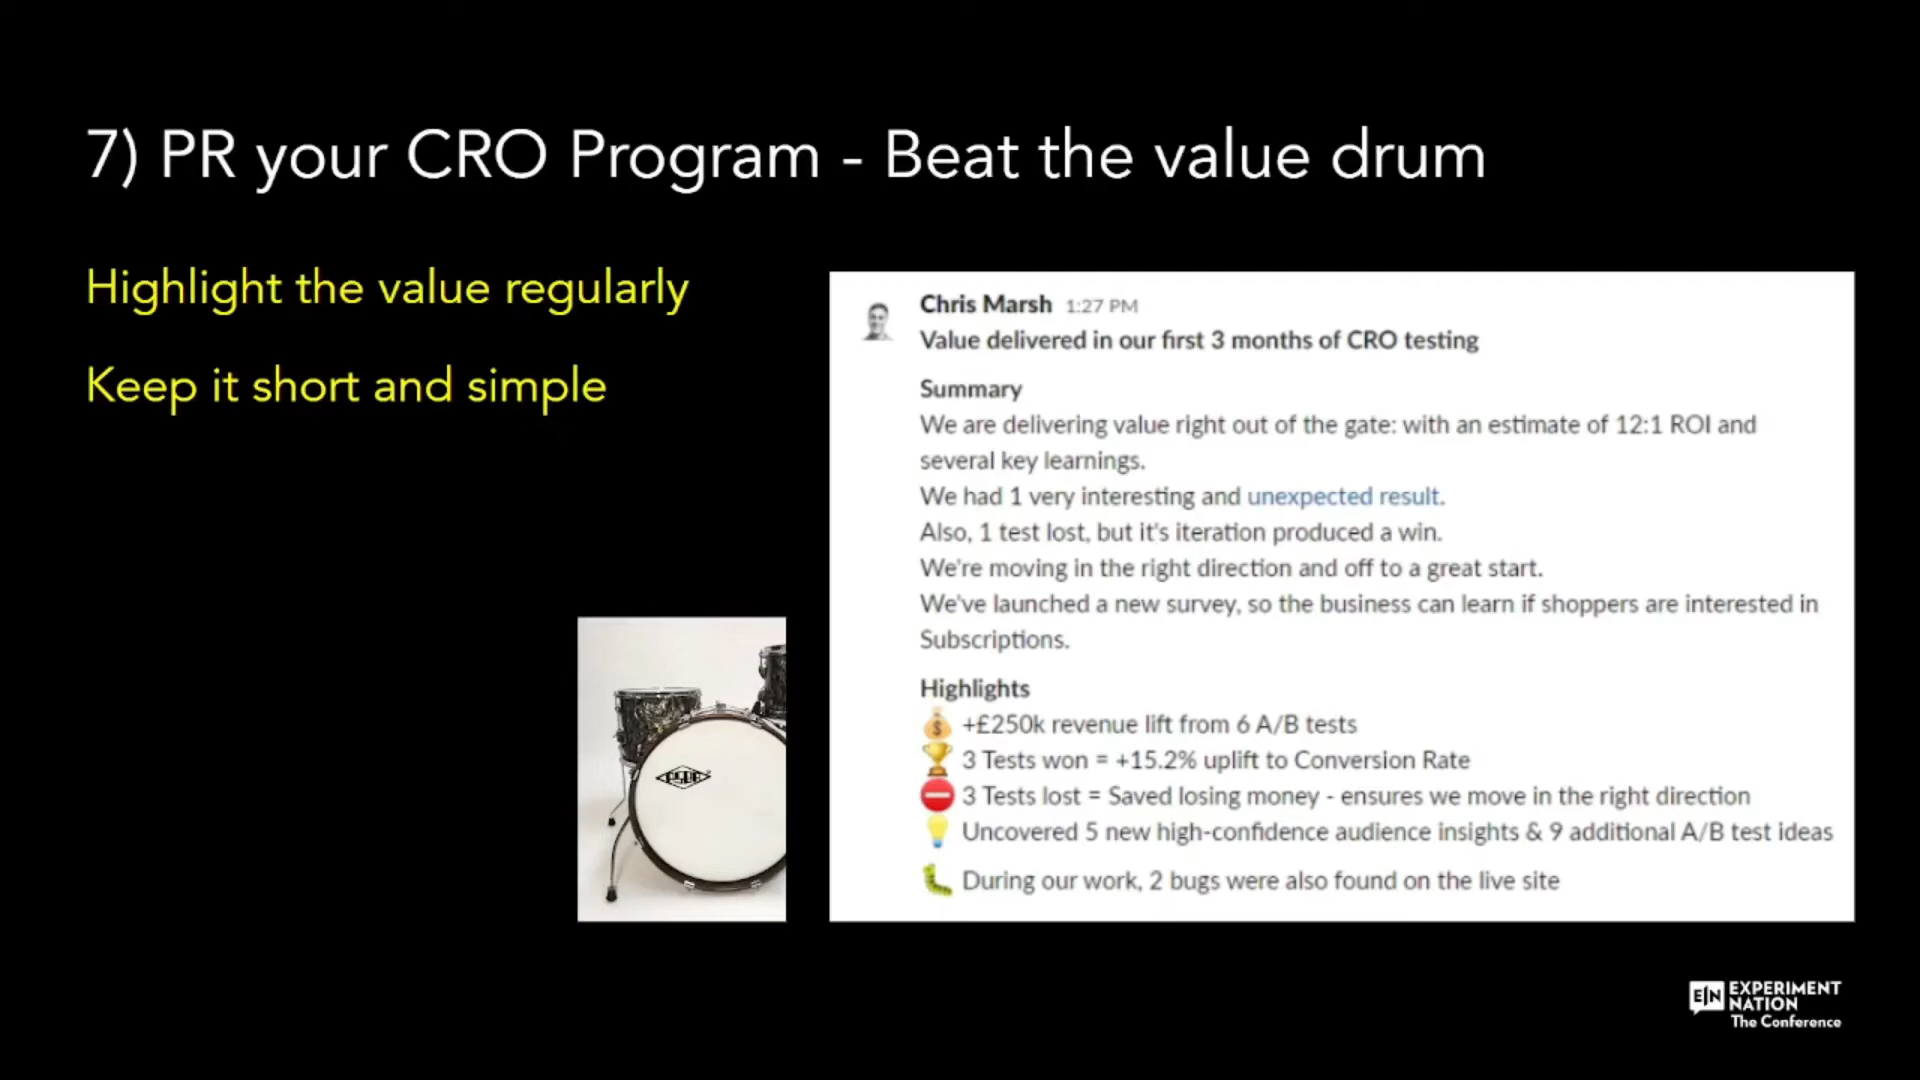 7) PR your CRO Program - Beat the value drum
Highlight the value regularly
Keep it short and simple
Chris Marsh 1:27 PM
Value delivered in our first 3 months of CRO testing
Summary
We are delivering value right out of the gate: with an estimate of 12:1 ROI and
several key learnings.
We had 1 very interesting and unexpected result.
Also, 1 test lost, but it's iteration produced a win.
We're moving in the right direction and off to a great start.
We've launched a new survey, so the business can learn if shoppers are interested in
Subscriptions.
Highlights
+£250k revenue lift from 6 A/B tests
3 Tests won = +15.2% uplift to Conversion Rate
3 Tests lost = Saved losing money - ensures we move in the right direction
Uncovered 5 new high-confidence audience insights & 9 additional A/B test ideas
During our work, 2 bugs were also found on the live site
E|N EXPERIMENT
NATION
The Conference